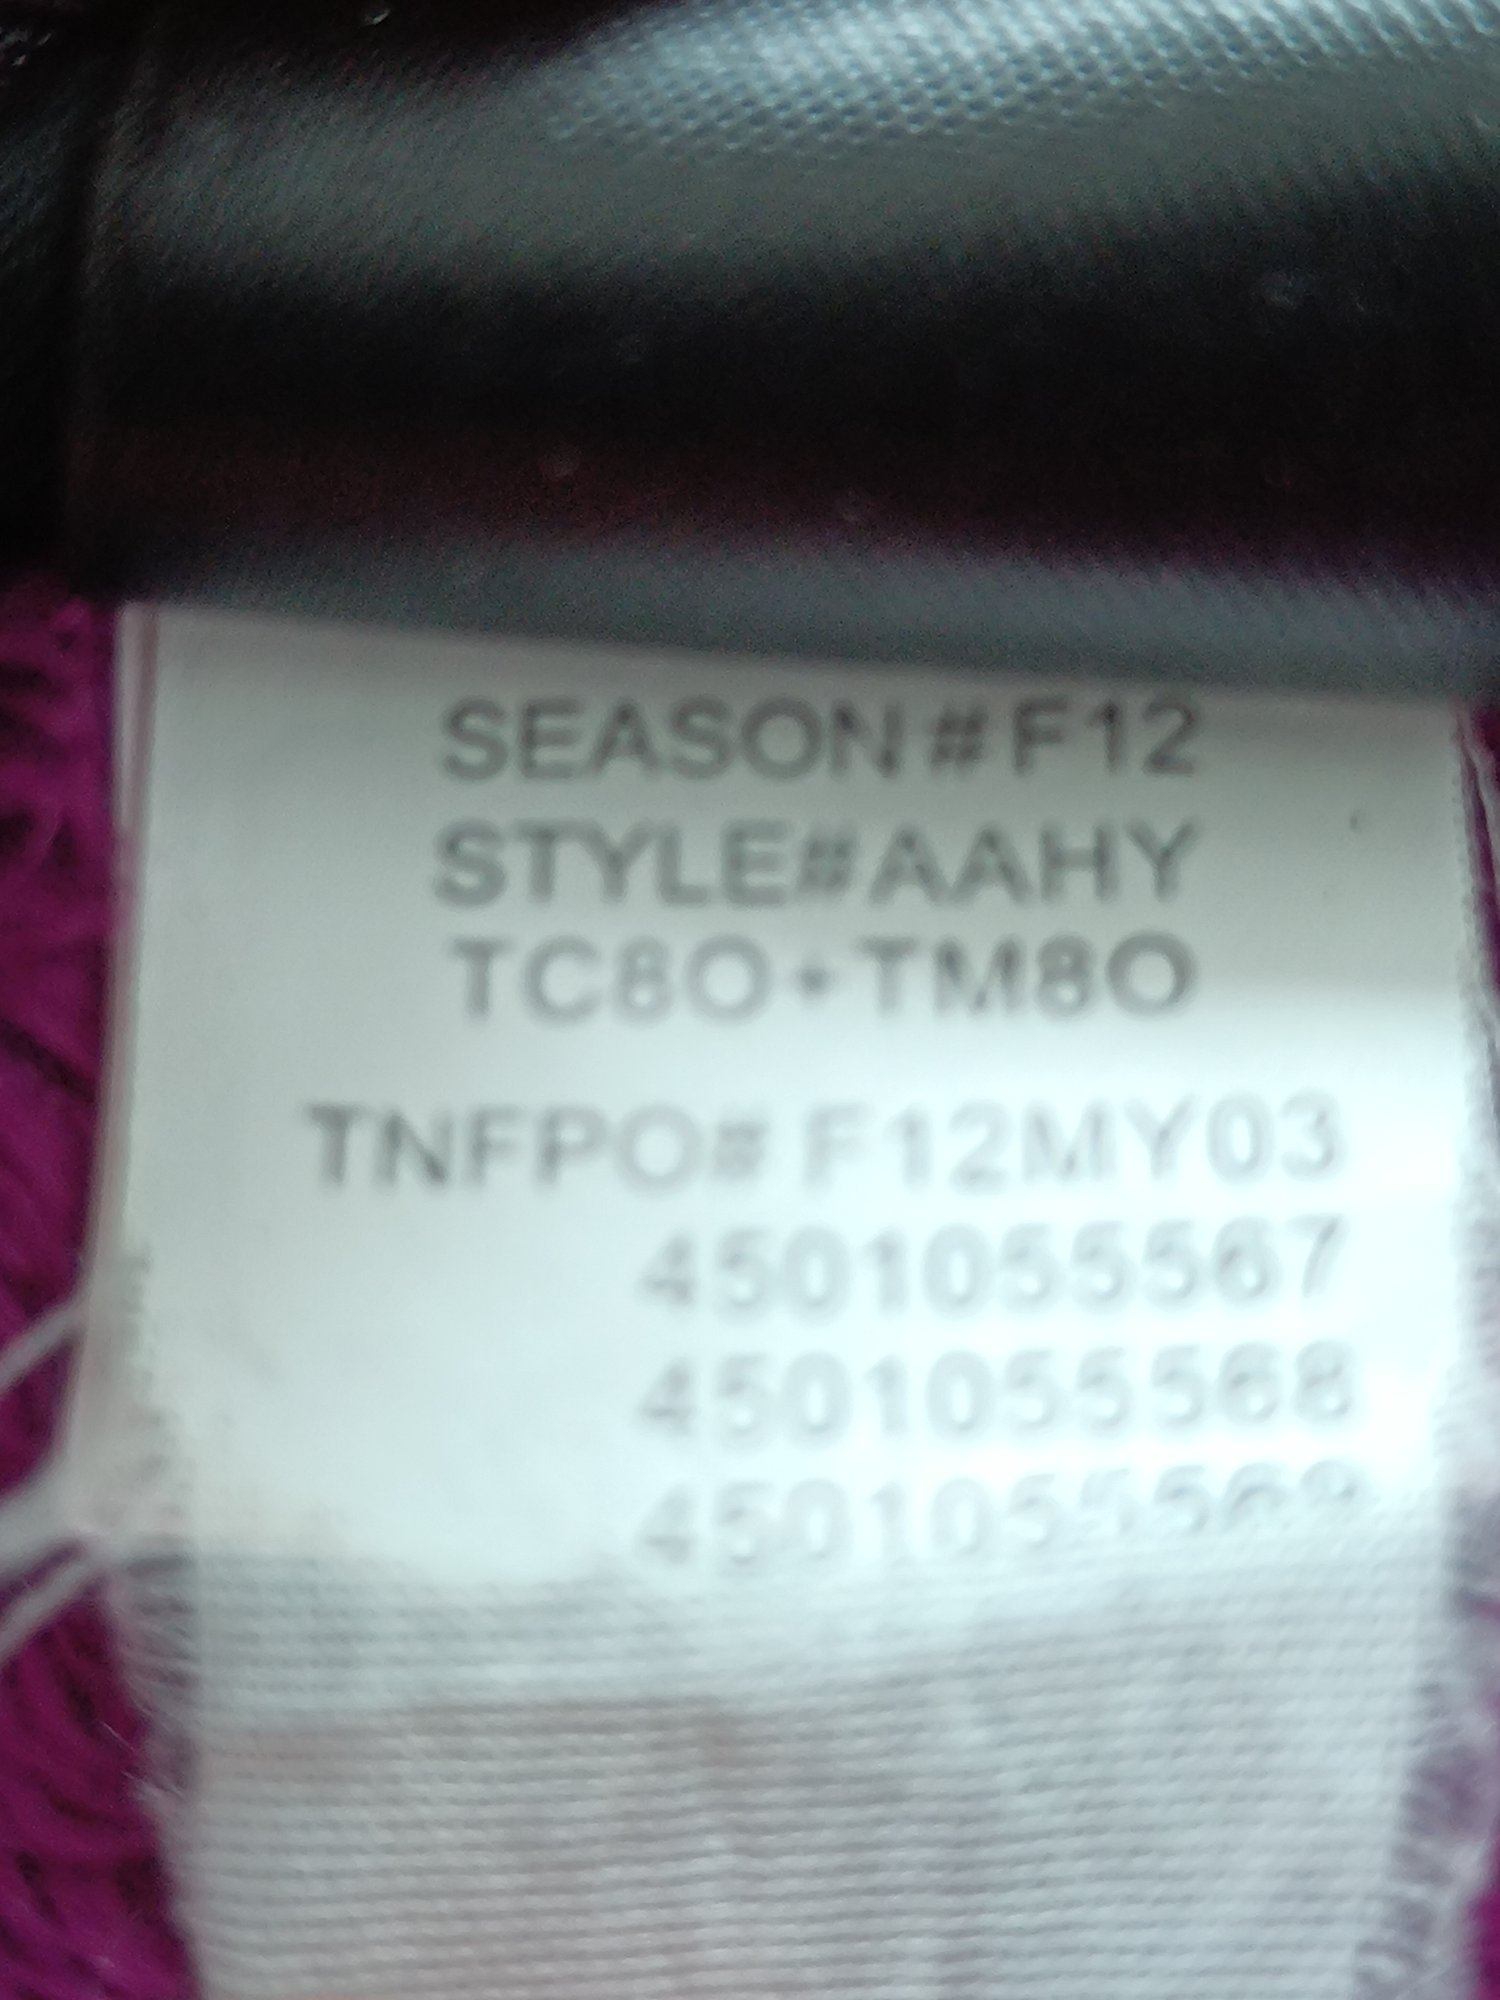 SEASON#F12
STYLE#AAHY
TC8O•TM8O
TNFPO# F12MY03
4501055567
4501055568